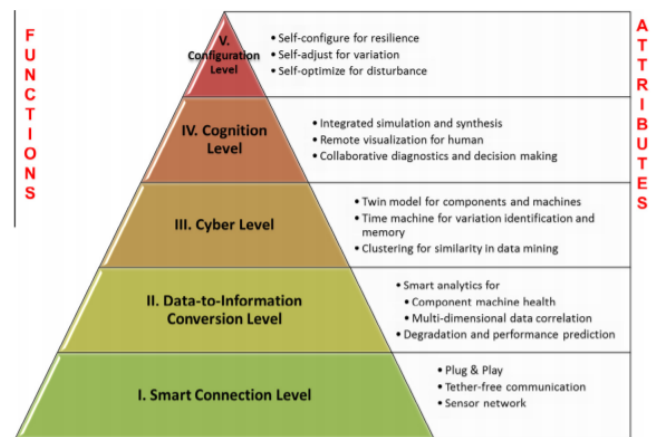 FUNCTIONS
ATTRIBUTES
V.
Configuration
Level
• Self-configure for resilience
• Self-adjust for variation
• Self-optimize for disturbance
IV. Cognition
Level
• Integrated simulation and synthesis
• Remote visualization for human
• Collaborative diagnostics and decision making
III. Cyber Level
• Twin model for components and machines
• Time machine for variation identification and
memory
• Clustering for similarity in data mining
II. Data-to-Information
Conversion Level
• Smart analytics for
• Component machine health
• Multi-dimensional data correlation
• Degradation and performance prediction
I. Smart Connection Level
• Plug & Play
• Tether-free communication
• Sensor network